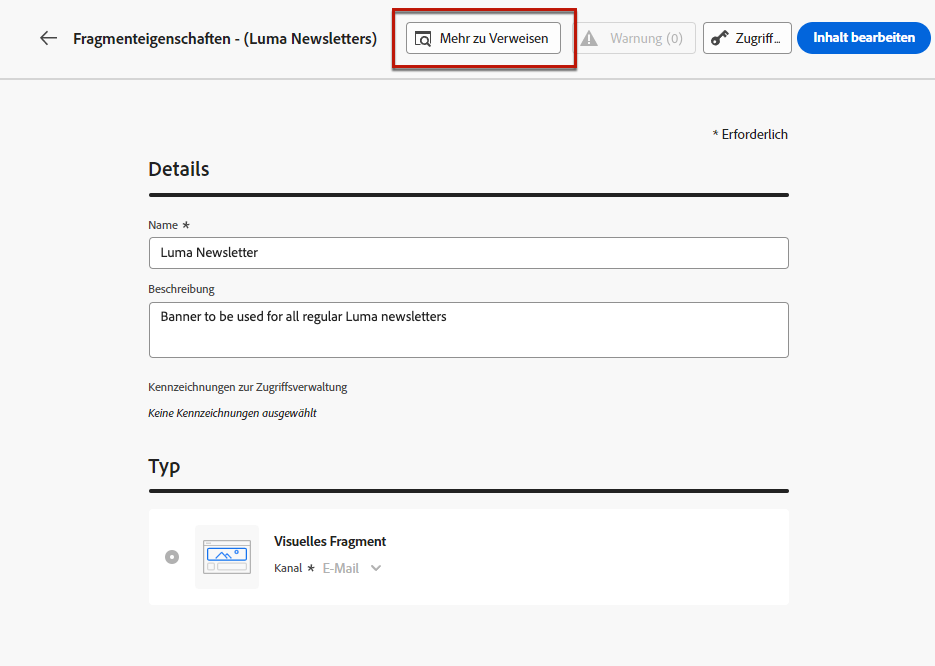 Fragmenteigenschaften - (Luma Newsletters)
Mehr zu Verweisen
Warnung (0)
Zugriff...
Inhalt bearbeiten
* Erforderlich
Details
Name *
Luma Newsletter
Beschreibung
Banner to be used for all regular Luma newsletters
Kennzeichnungen zur Zugriffsverwaltung
Keine Kennzeichnungen ausgewählt
Typ
Visuelles Fragment
Kanal * E-Mail